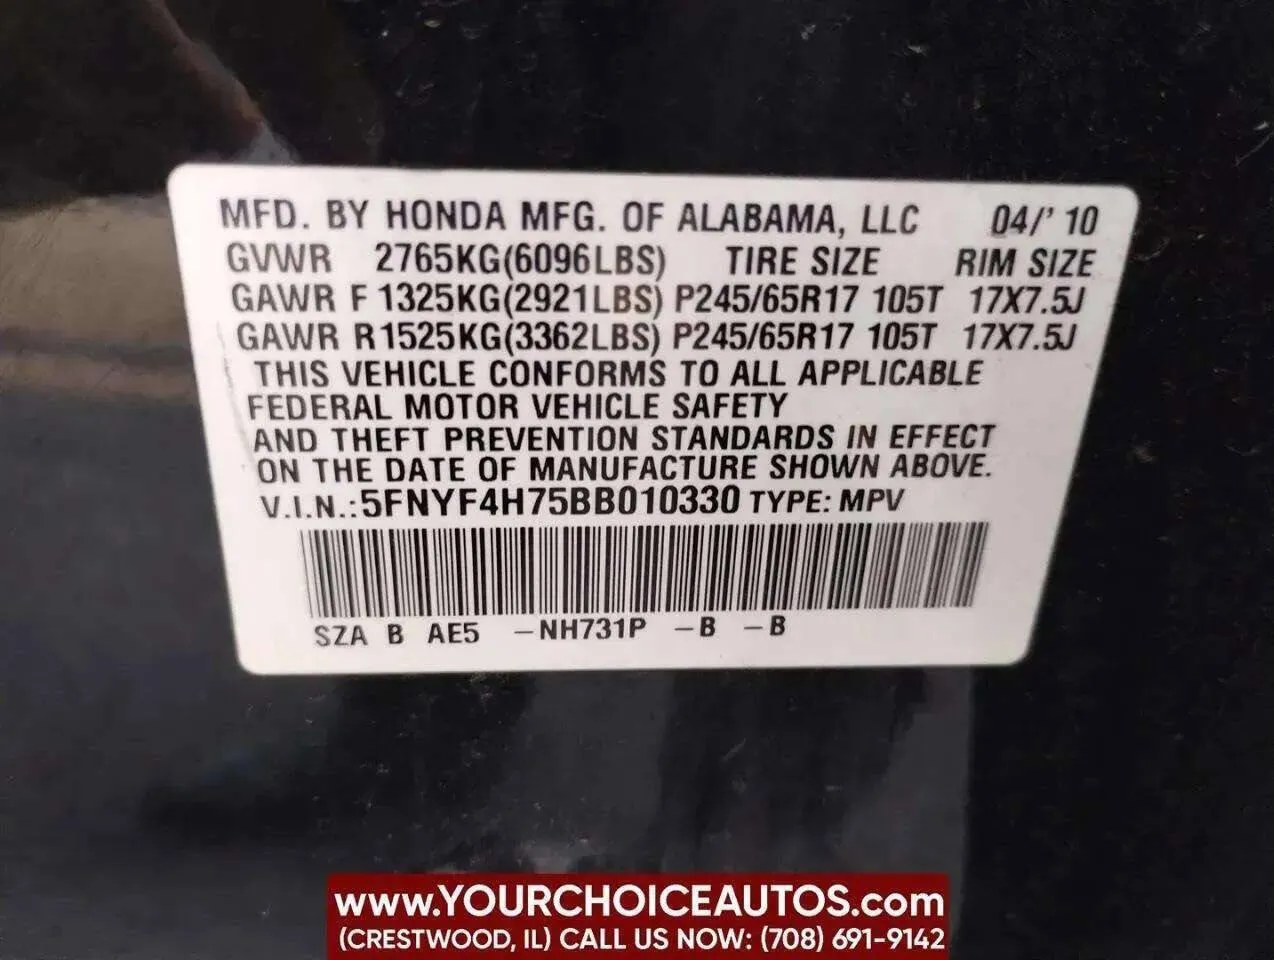 MFD. BY HONDA MFG. OF ALABAMA, LLC 04/'10
GVWR 2765KG(6096LBS) TIRE SIZE RIM SIZE
GAWR F 1325KG(2921LBS) P245/65R17 105T 17X7.5J
GAWR R1525KG(3362LBS) P245/65R17 105T 17X7.5J
THIS VEHICLE CONFORMS TO ALL APPLICABLE
FEDERAL MOTOR VEHICLE SAFETY
AND THEFT PREVENTION STANDARDS IN EFFECT
ON THE DATE OF MANUFACTURE SHOWN ABOVE.
V.I.N.:5FNYF4H75BB010330 TYPE: MPV
SZA B AE5 -NH731P -B -B
www.YOURCHOICEAUTOS.com
(CRESTWOOD, IL) CALL US NOW: (708) 691-9142